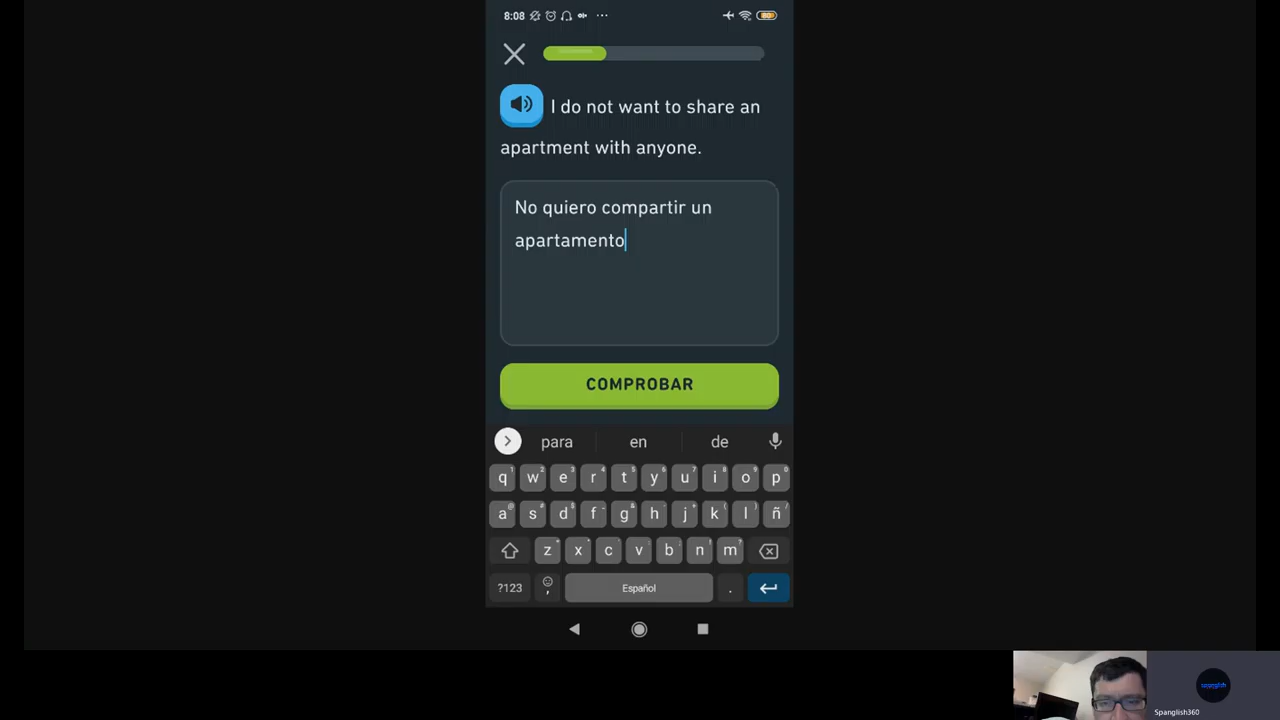 8:08
80
I do not want to share an
apartment with anyone.
No quiero compartir un
apartamento
COMPROBAR
para en de
q w e r t y u i o p
a s d f g h j k l ñ
z x c v b n m
?123 , Español .
Spanglish360